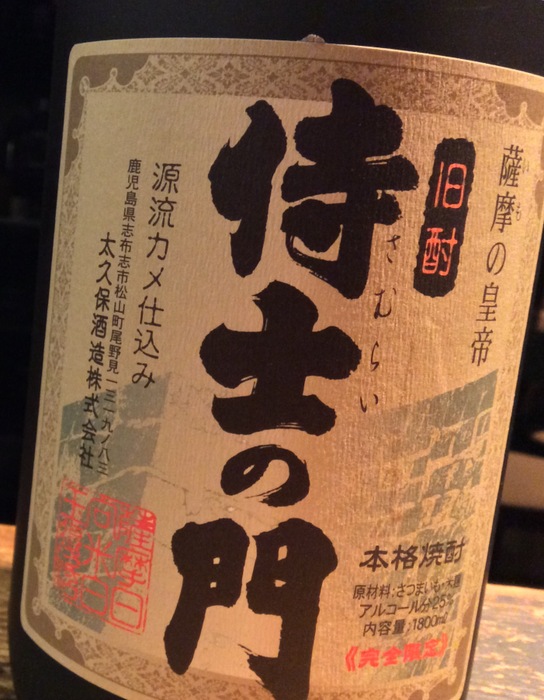 薩摩の皇帝
いも
旧酎
侍士の門
さむらい
源流カメ仕込み
鹿児島県志布志市松山町尾野見一三一九ノ八三
太久保酒造株式会社
本格焼酎
原材料:さつまいも・米麹
アルコール分25%
内容量:1800ml
《完全限定》